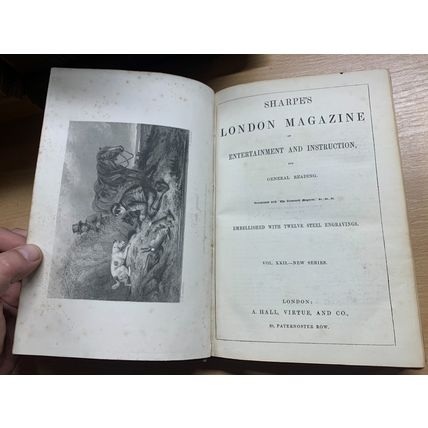 SHARPE'S
LONDON MAGAZINE
OF
ENTERTAINMENT AND INSTRUCTION,
FOR
GENERAL READING.
EMBELLISHED WITH TWELVE STEEL ENGRAVINGS.
VOL. XXII.—NEW SERIES.
LONDON:
A. HALL, VIRTUE, AND CO.,
25, PATERNOSTER ROW.